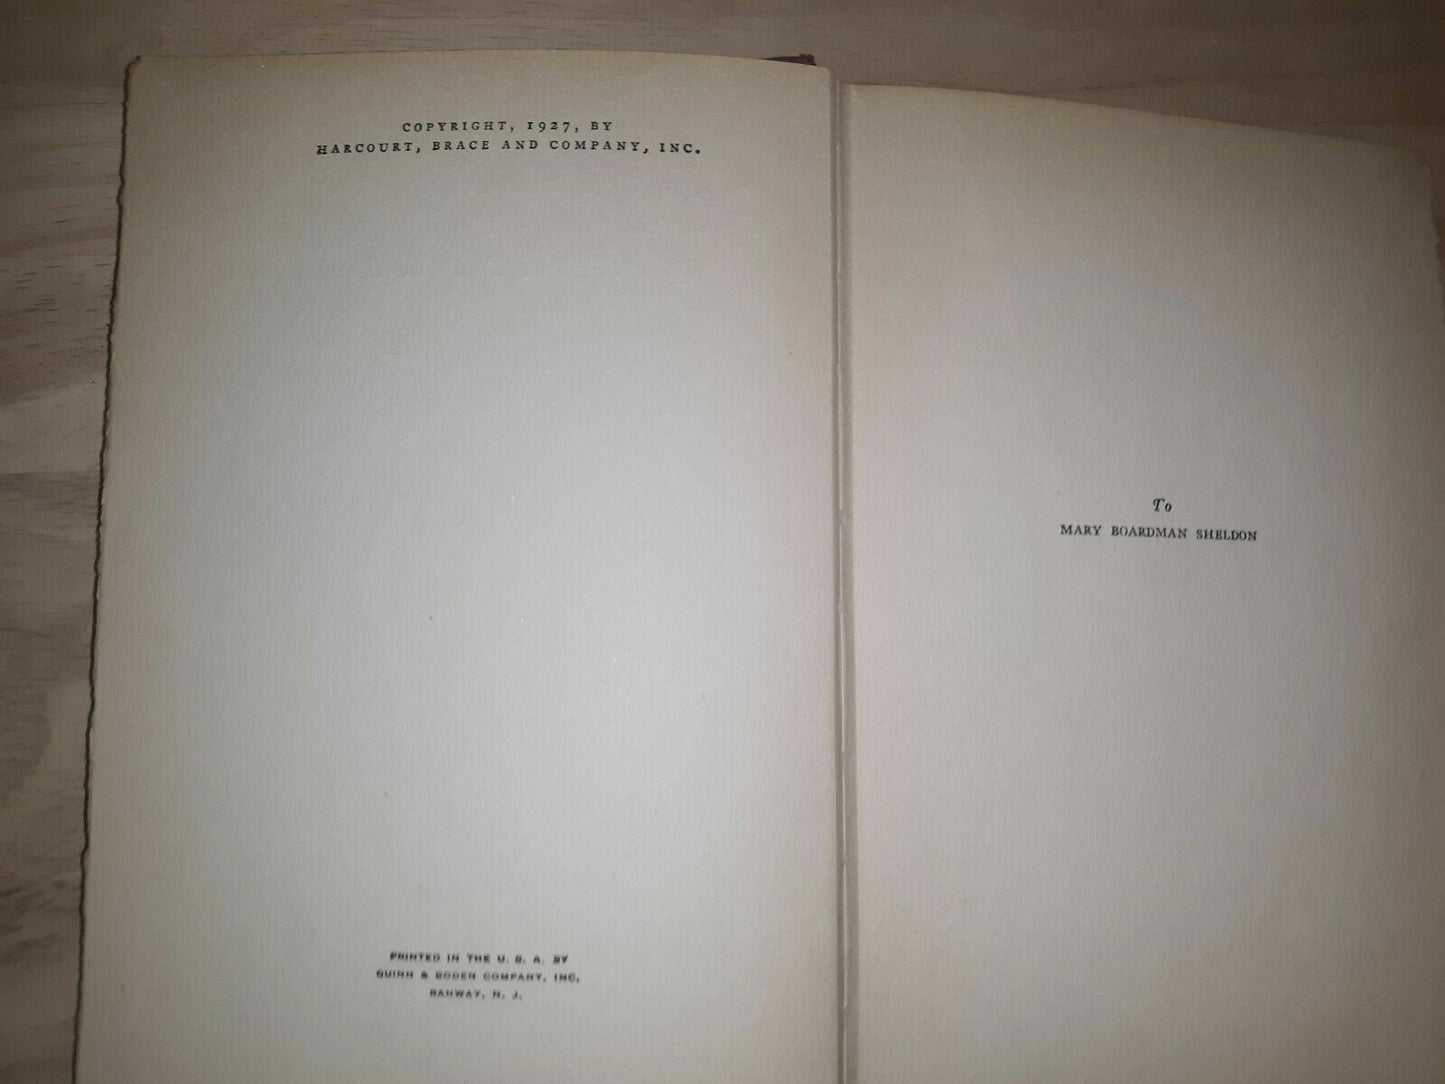 COPYRIGHT, 1927, BY
HARCOURT, BRACE AND COMPANY, INC.
PRINTED IN THE U. S. A. BY
QUINN & BODEN COMPANY, INC.
RAHWAY, N. J.
To
MARY BOARDMAN SHELDON